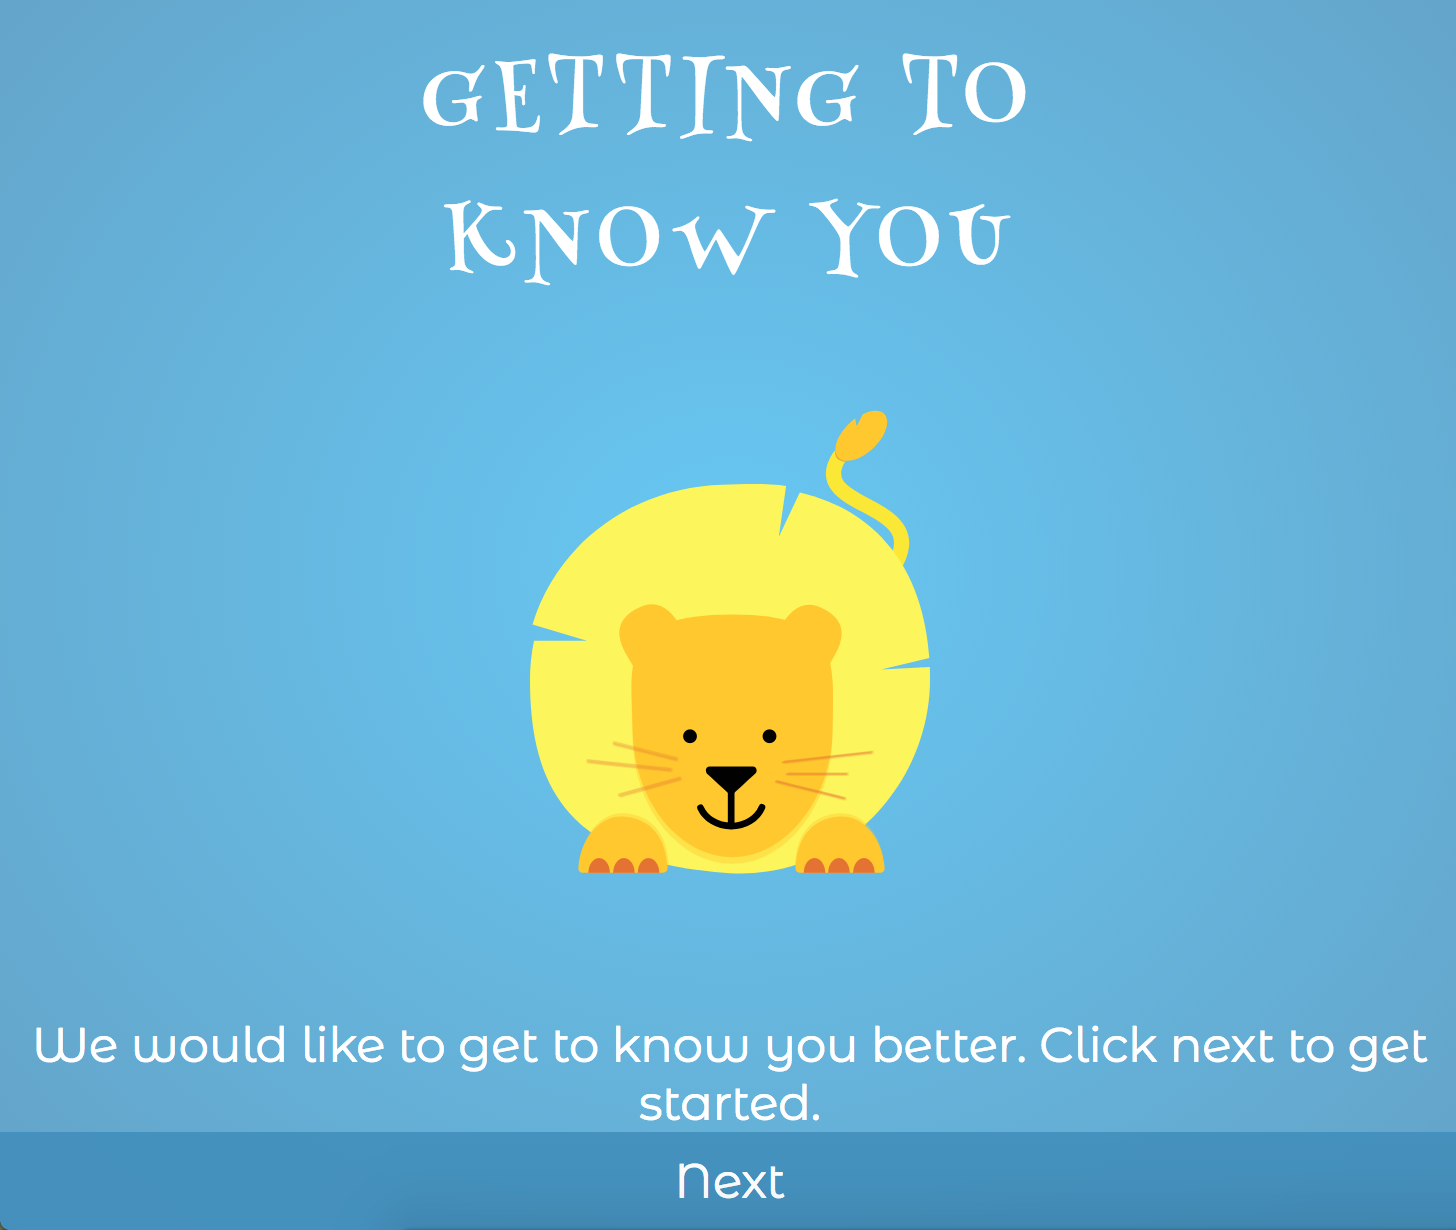 GETTING TO
KNOW YOU
We would like to get to know you better. Click next to get
started.
Next